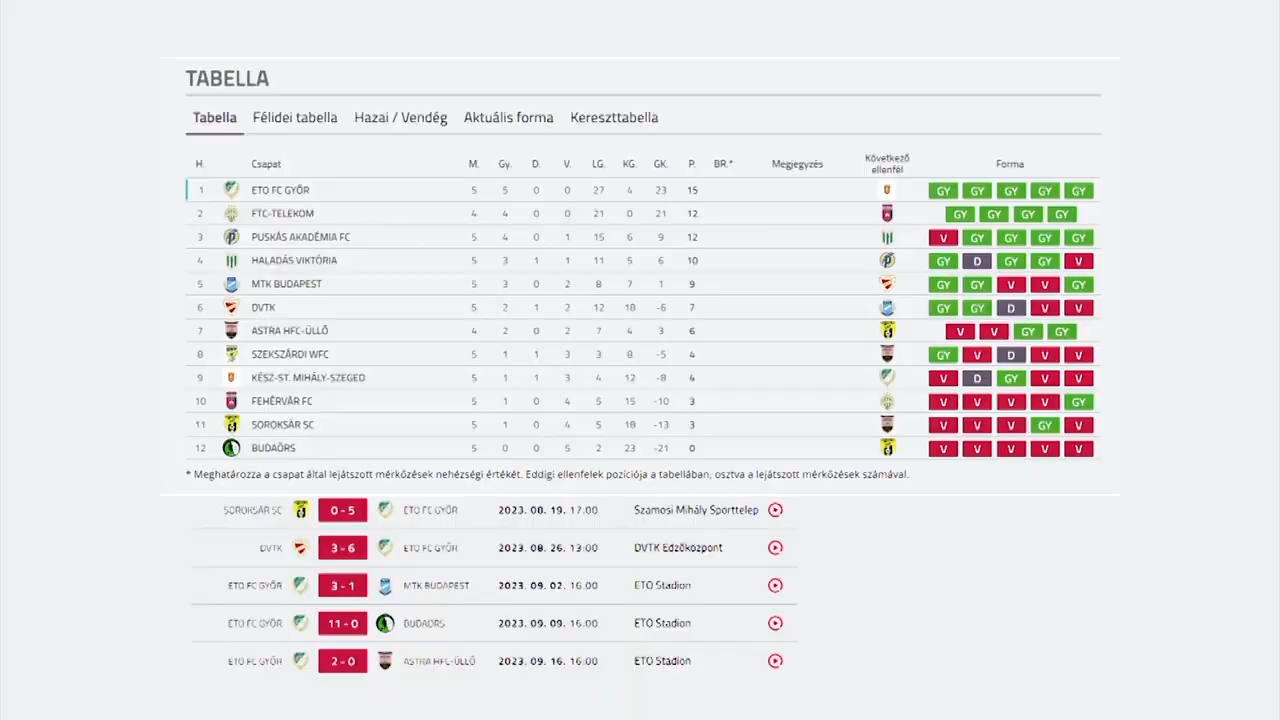 TABELLA
Tabella Félidei tabella Hazai / Vendég Aktuális forma Kereszttabella
H. Csapat M. Gy. D. V. LG. KG. GK. P. BR.* Megjegyzés Következő ellenfél Forma
1 ETO FC GYŐR 5 5 0 0 27 4 23 15 GY GY GY GY GY
2 FTC-TELEKOM 4 4 0 0 21 0 21 12 GY GY GY GY
3 PUSKÁS AKADÉMIA FC 5 4 0 1 15 6 9 12 V GY GY GY GY
4 HALADÁS VIKTÓRIA 5 3 1 1 11 5 6 10 GY D GY GY V
5 MTK BUDAPEST 5 3 0 2 8 7 1 9 GY GY V V GY
6 DVTK 5 2 1 2 12 18 -6 7 GY GY D V V
7 ASTRA HFC-ÜLLŐ 4 2 0 2 7 4 3 6 V V GY GY
8 SZEKSZÁRDI WFC 5 1 1 3 3 8 -5 4 GY V D V V
9 KÉSZ-ST. MIHÁLY-SZEGED 5 1 1 3 4 12 -8 4 V D GY V V
10 FEHÉRVÁR FC 5 1 0 4 5 15 -10 3 V V V V GY
11 SOROKSÁR SC 5 1 0 4 5 18 -13 3 V V V GY V
12 BUDAÖRS 5 0 0 5 2 23 -21 0 V V V V V
* Meghatározza a csapat által lejátszott mérkőzések nehézségi értékét. Eddigi ellenfelek pozíciója a tabellában, osztva a lejátszott mérkőzések számával.
SOROKSÁR SC 0 - 5 ETO FC GYŐR 2023. 08. 19. 17:00 Szamosi Mihály Sporttelep
DVTK 3 - 6 ETO FC GYŐR 2023. 08. 26. 13:00 DVTK Edzőközpont
ETO FC GYŐR 3 - 1 MTK BUDAPEST 2023. 09. 02. 16:00 ETO Stadion
ETO FC GYŐR 11 - 0 BUDAÖRS 2023. 09. 09. 16:00 ETO Stadion
ETO FC GYŐR 2 - 0 ASTRA HFC-ÜLLŐ 2023. 09. 16. 16:00 ETO Stadion